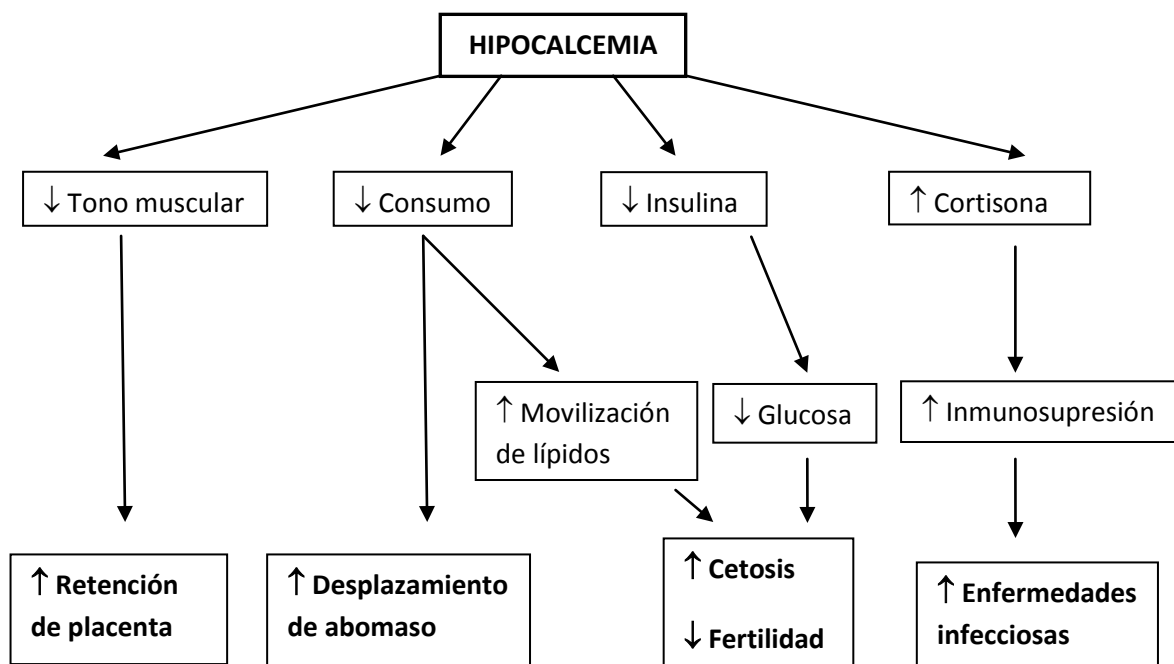 HIPOCALCEMIA
↓ Tono muscular
↓ Consumo
↓ Insulina
↑ Cortisona
↑ Movilización
de lípidos
↓ Glucosa
↑ Inmunosupresión
↑ Retención
de placenta
↑ Desplazamiento
de abomaso
↑ Cetosis
↓ Fertilidad
↑ Enfermedades
infecciosas